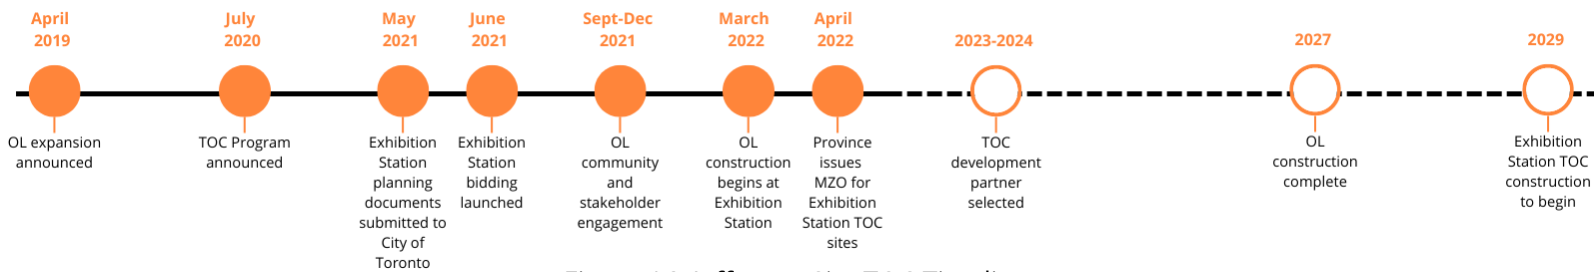 April
2019
OL expansion
announced
July
2020
TOC Program
announced
May
2021
Exhibition
Station
planning
documents
submitted to
City of
Toronto
June
2021
Exhibition
Station
bidding
launched
Sept-Dec
2021
OL
community
and
stakeholder
engagement
March
2022
OL
construction
begins at
Exhibition
Station
April
2022
Province
issues
MZO for
Exhibition
Station TOC
sites
2023-2024
TOC
development
partner
selected
2027
OL
construction
complete
2029
Exhibition
Station TOC
construction
to begin